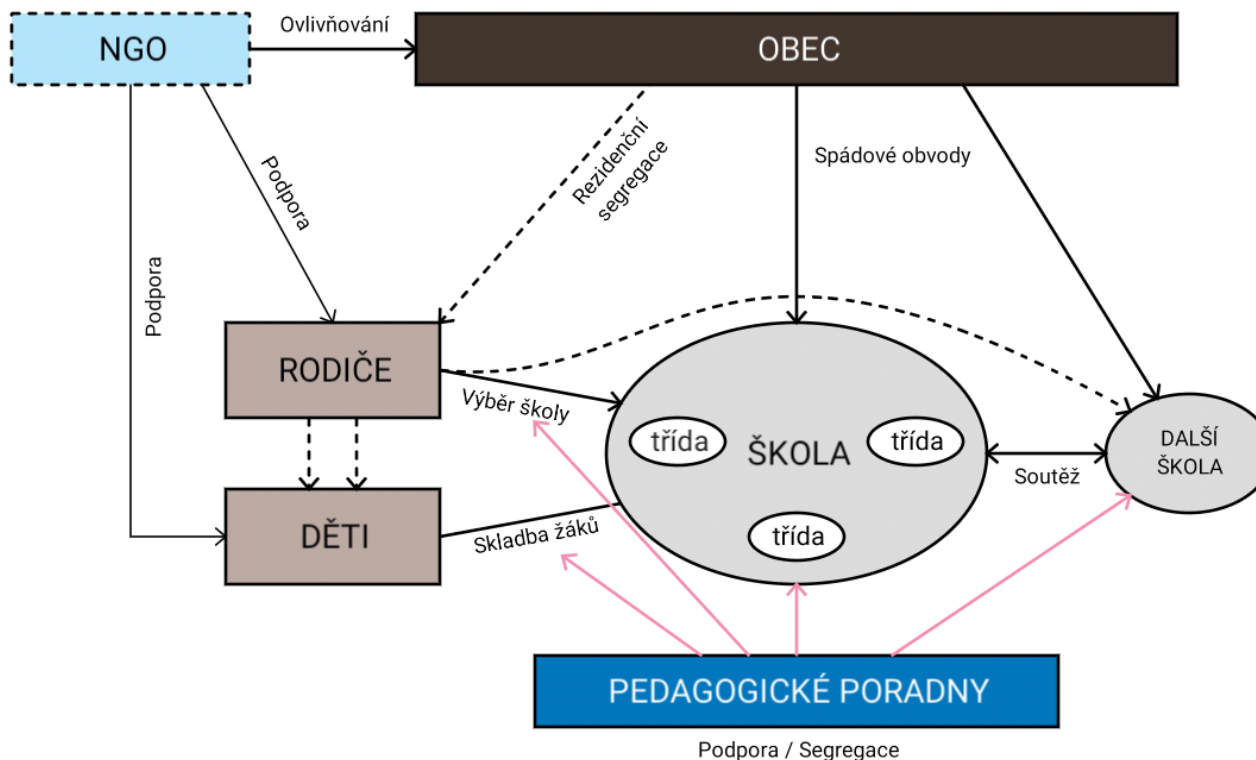 NGO
Ovlivňování
OBEC
Podpora
Rezidenční
segregace
Spádové obvody
Podpora
RODIČE
Výběr školy
třída
ŠKOLA
třída
DALŠÍ
ŠKOLA
Soutěž
DĚTI
Skladba žáků
třída
PEDAGOGICKÉ PORADNY
Podpora / Segregace